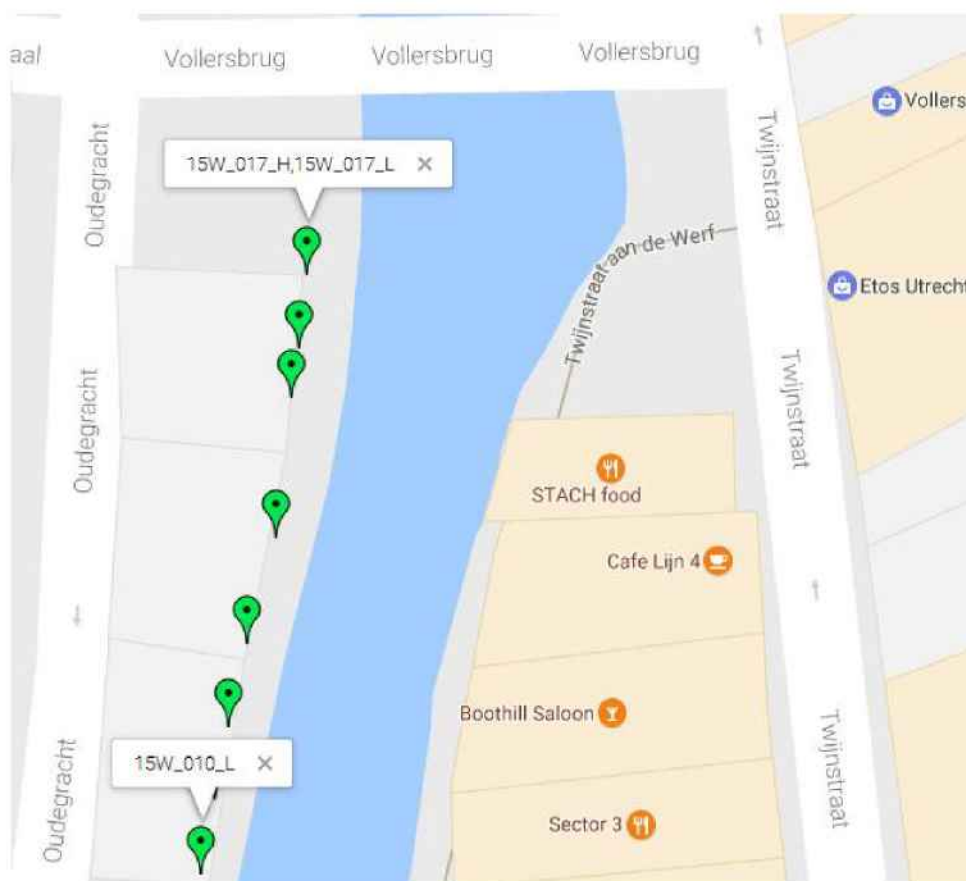 aal
Vollersbrug
Vollersbrug
Vollersbrug
Oudegracht
Twijnstraat
Vollers
15W_017_H,15W_017_L ×
Twijnstraat aan de Werf
Etos Utrecht
Oudegracht
Twijnstraat
STACH food
Cafe Lijn 4
Boothill Saloon
15W_010_L ×
Oudegracht
Twijnstraat
Sector 3